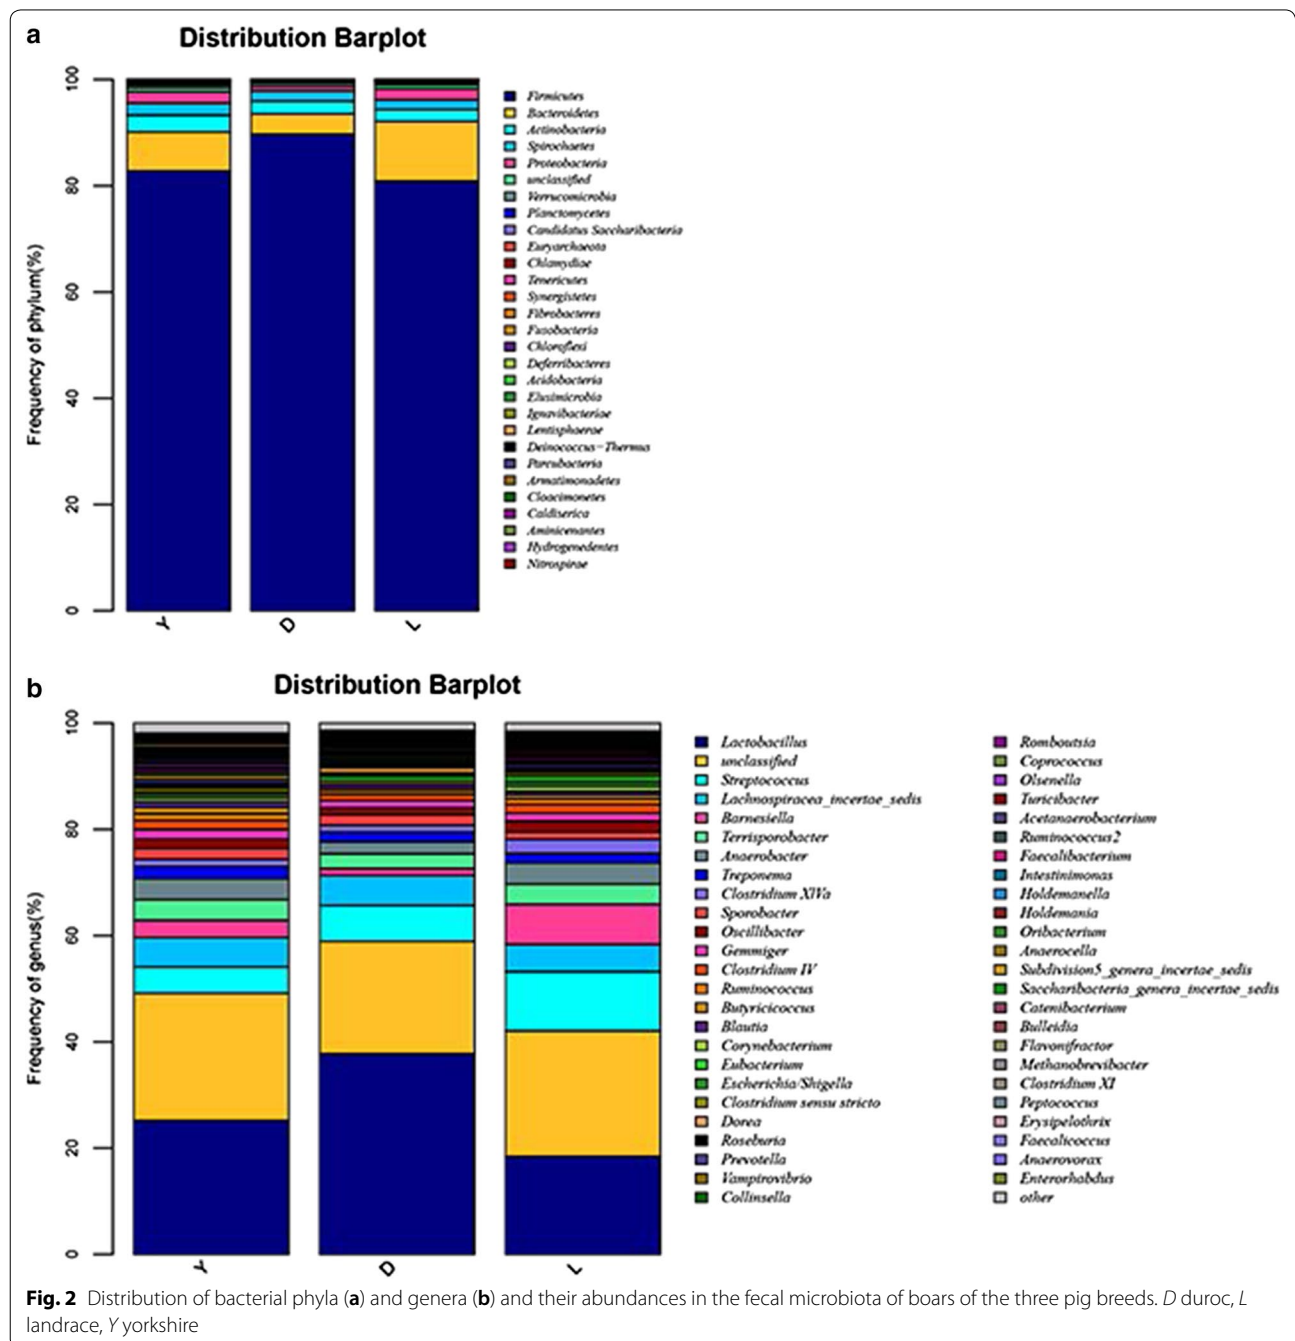 a
Distribution Barplot
Frequency of phylum(%)
100
80
60
40
20
0
Y
D
L
Firmicutes
Bacteroidetes
Actinobacteria
Spirochaetes
Proteobacteria
unclassified
Verrucomicrobia
Planctomycetes
Candidatus Saccharibacteria
Euryarchaeota
Chlamydiae
Tenericutes
Synergistetes
Fibrobacteres
Fusobacteria
Chloroflexi
Deferribacteres
Acidobacteria
Elusimicrobia
Ignavibacteriae
Lentisphaerae
Deinococcus-Thermus
Parcubacteria
Armatimonadetes
Cloacimonetes
Caldiserica
Aminicenantes
Hydrogenedentes
Nitrospirae
b
Distribution Barplot
Frequency of genus(%)
100
80
60
40
20
0
Y
D
L
Lactobacillus
unclassified
Streptococcus
Lachnospiracea_incertae_sedis
Barnesiella
Terrisporobacter
Anaerobacter
Treponema
Clostridium XlVa
Sporobacter
Oscillibacter
Gemmiger
Clostridium IV
Ruminococcus
Butyricicoccus
Blautia
Corynebacterium
Eubacterium
Escherichia/Shigella
Clostridium sensu stricto
Dorea
Roseburia
Prevotella
Vampirovibrio
Collinsella
Romboutsia
Coprococcus
Olsenella
Turicibacter
Acetanaerobacterium
Ruminococcus2
Faecalibacterium
Intestinimonas
Holdemanella
Holdemania
Oribacterium
Anaerocella
Subdivision5_genera_incertae_sedis
Saccharibacteria_genera_incertae_sedis
Catenibacterium
Bulleidia
Flavonifractor
Methanobrevibacter
Clostridium XI
Peptococcus
Erysipelothrix
Faecalicoccus
Anaerovorax
Enterorhabdus
other
Fig. 2 Distribution of bacterial phyla (a) and genera (b) and their abundances in the fecal microbiota of boars of the three pig breeds. D duroc, L
landrace, Y yorkshire